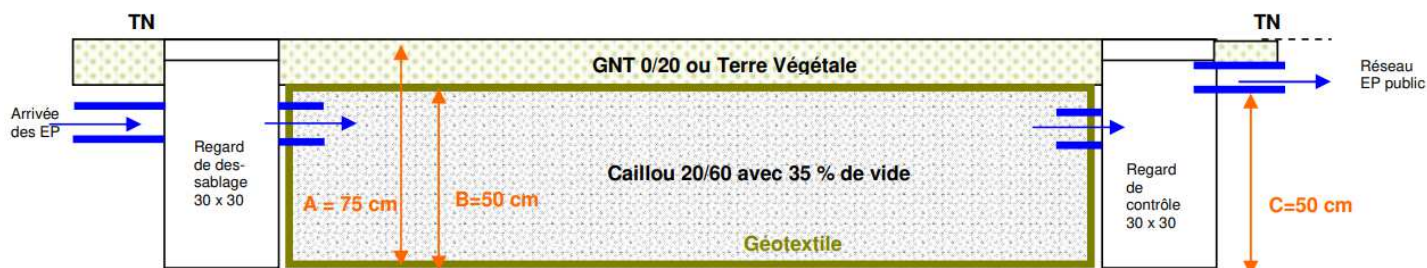 TN
TN
GNT 0/20 ou Terre Végétale
Réseau
EP public
Arrivée
des EP
Regard
de des-
sablage
30 x 30
Caillou 20/60 avec 35 % de vide
A = 75 cm
B=50 cm
Regard
de
contrôle
30 x 30
C=50 cm
Géotextile